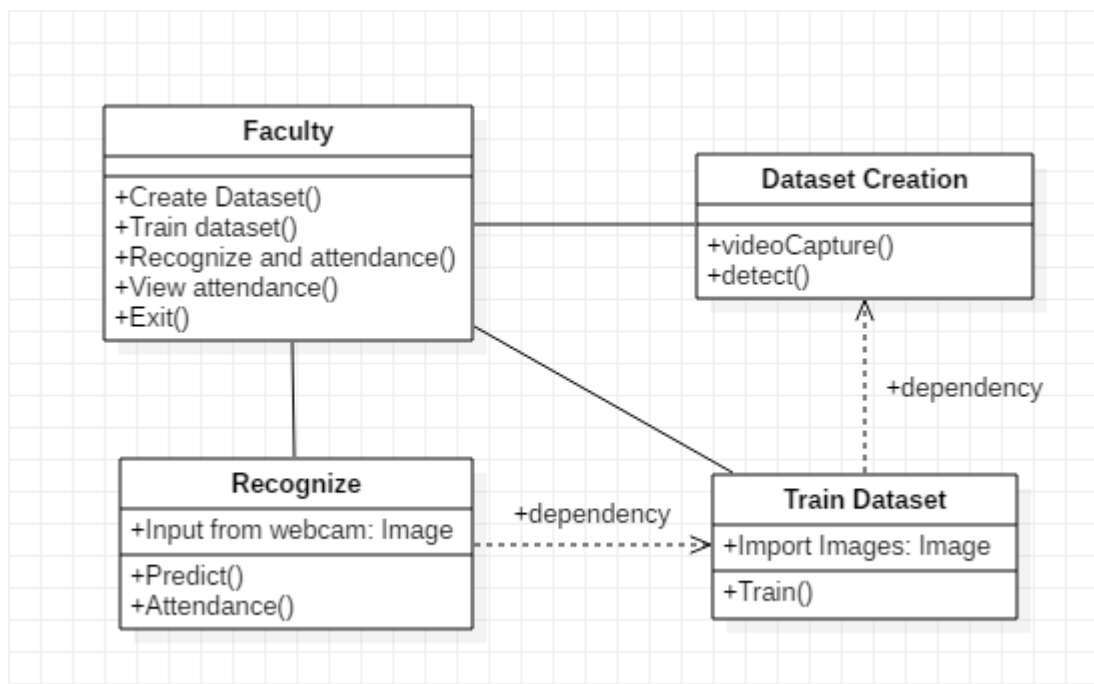 Faculty
+Create Dataset()
+Train dataset()
+Recognize and attendance()
+View attendance()
+Exit()
Dataset Creation
+videoCapture()
+detect()
+dependency
Recognize
+Input from webcam: Image
+Predict()
+Attendance()
+dependency
Train Dataset
+Import Images: Image
+Train()